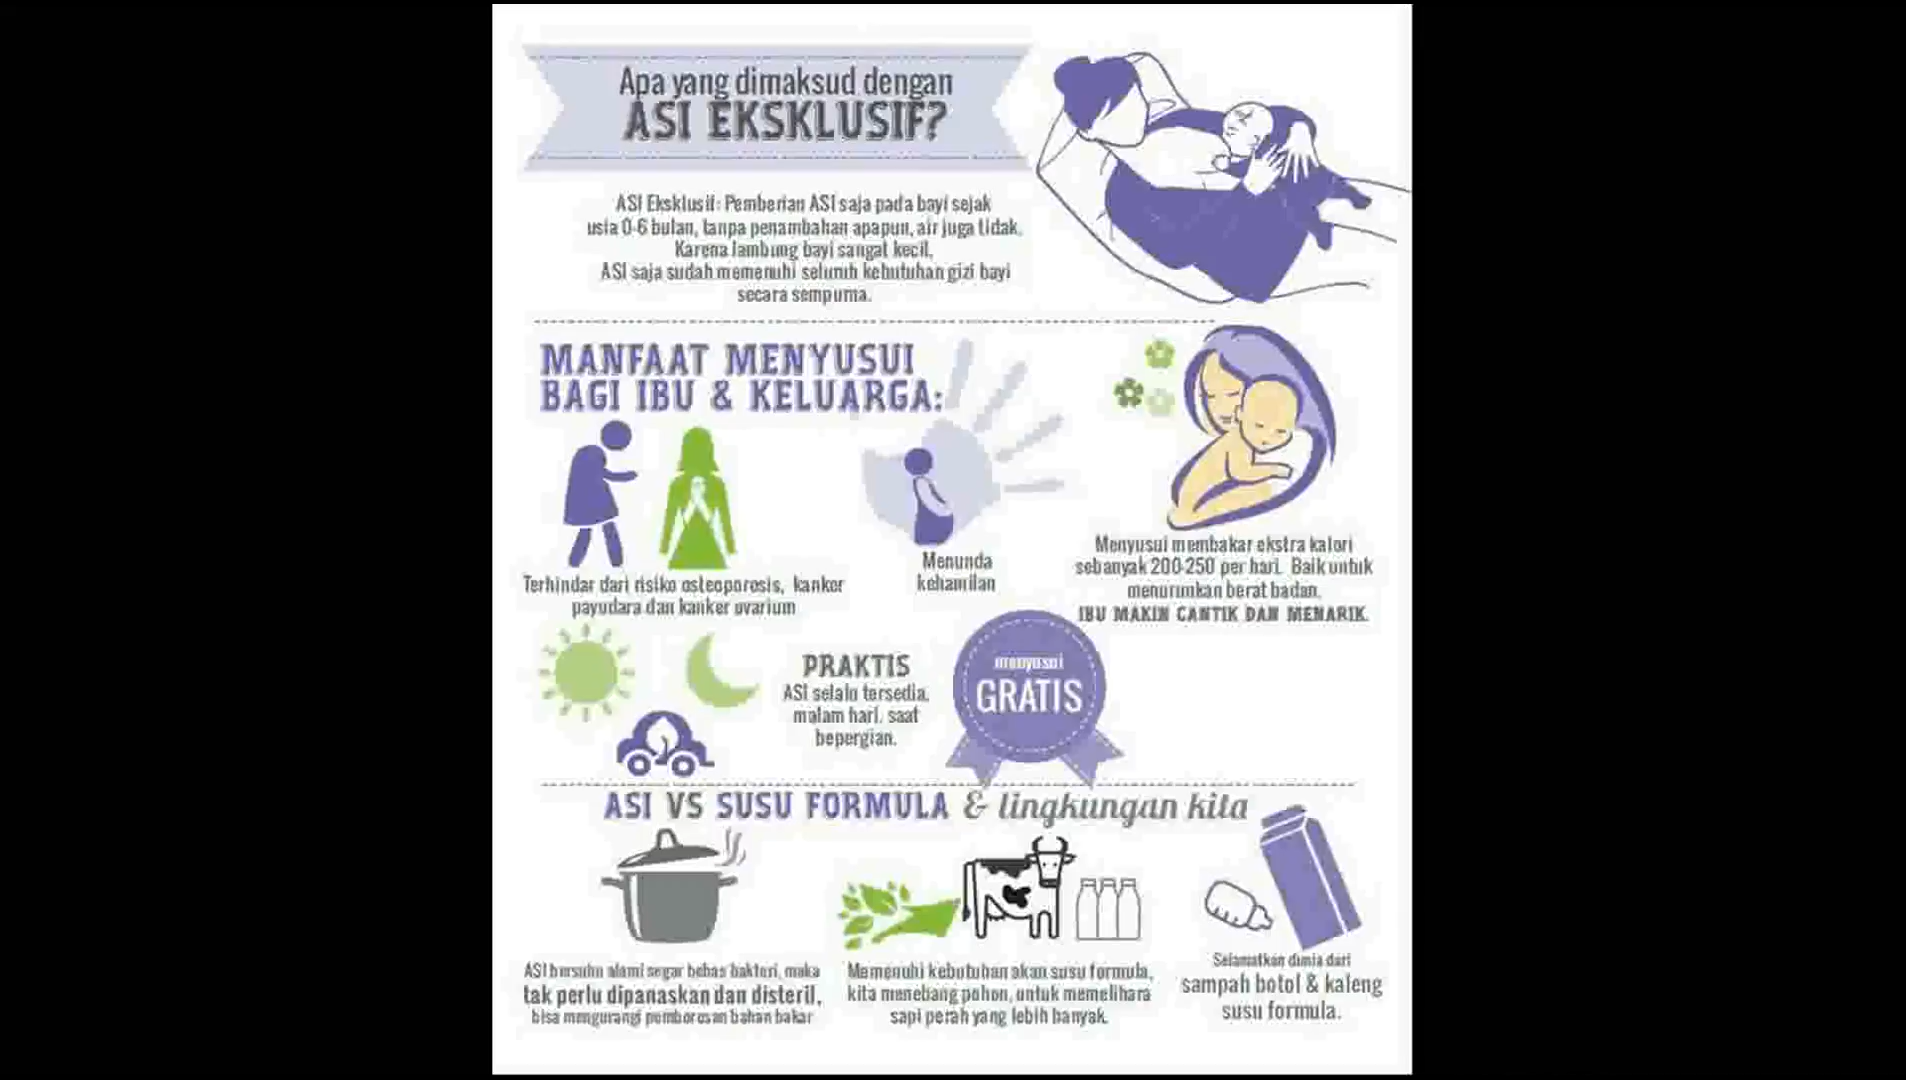 Apa yang dimaksud dengan
ASI EKSKLUSIF?
ASI Eksklusif: Pemberian ASI saja pada bayi sejak
usia 0-6 bulan, tanpa penambahan apapun, air juga tidak.
Karena lambung bayi sangat kecil,
ASI saja sudah memenuhi seluruh kebutuhan gizi bayi
secara sempurna.
MANFAAT MENYUSUI
BAGI IBU & KELUARGA:
Terhindar dari risiko osteoporosis, kanker
payudara dan kanker ovarium
Menunda
kehamilan
Menyusui membakar ekstra kalori
sebanyak 200-250 per hari. Baik untuk
menurunkan berat badan.
IBU MAKIN CANTIK DAN MENARIK.
PRAKTIS
ASI selalu tersedia,
malam hari, saat
bepergian.
menyusui
GRATIS
ASI VS SUSU FORMULA & lingkungan kita
ASI bersuhu alami segar bebas bakteri, maka
tak perlu dipanaskan dan disteril,
bisa mengurangi pemborosan bahan bakar
Memenuhi kebutuhan akan susu formula,
kita menebang pohon, untuk memelihara
sapi perah yang lebih banyak.
Selamatkan dunia dari
sampah botol & kaleng
susu formula.